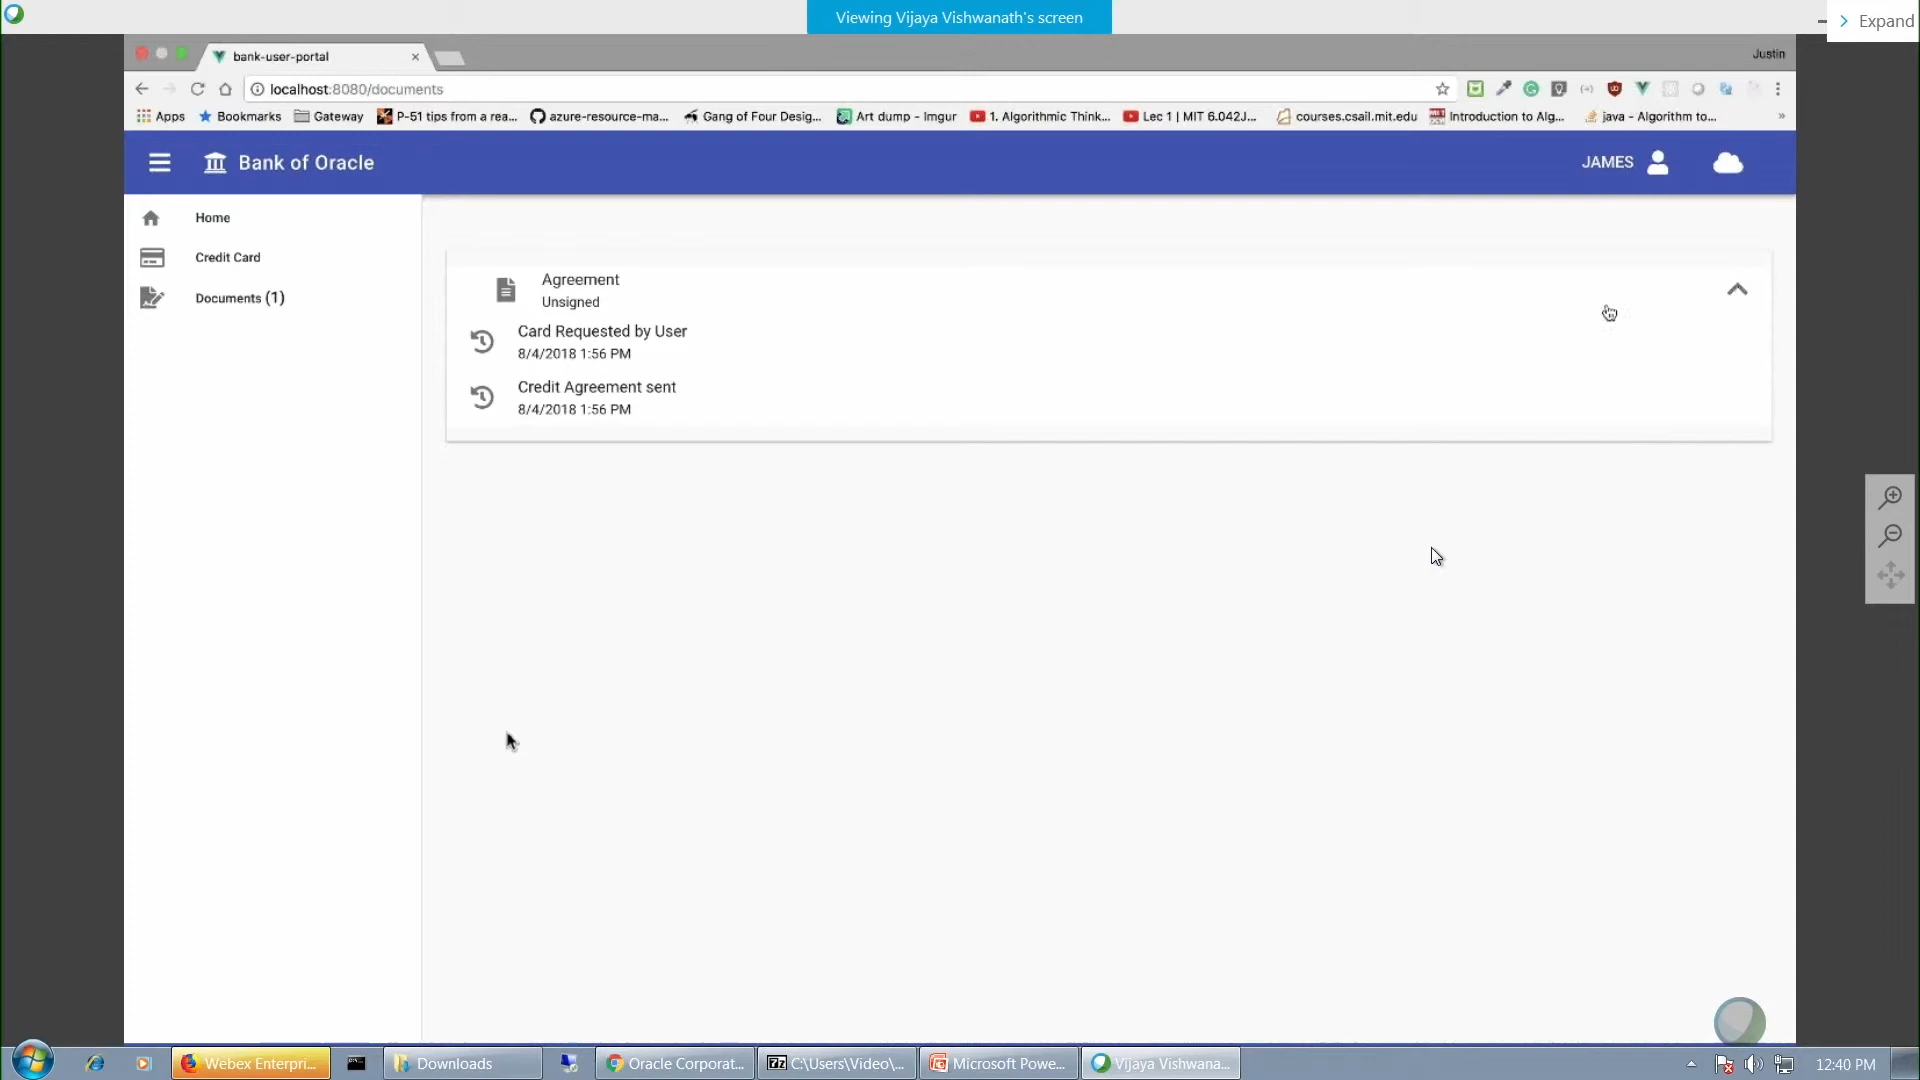 Viewing Vijaya Vishwanath's screen
Expand
bank-user-portal
Justin
localhost:8080/documents
Apps Bookmarks Gateway P-51 tips from a rea... azure-resource-ma... Gang of Four Desig... Art dump - Imgur 1. Algorithmic Think... Lec 1 | MIT 6.042J... courses.csail.mit.edu Introduction to Alg... java - Algorithm to... »
Bank of Oracle
JAMES
Home
Credit Card
Documents (1)
Agreement
Unsigned
Card Requested by User
8/4/2018 1:56 PM
Credit Agreement sent
8/4/2018 1:56 PM
Webex Enterpri... Downloads Oracle Corporat... C:\Users\Video\... Microsoft Powe... Vijaya Vishwana... 12:40 PM